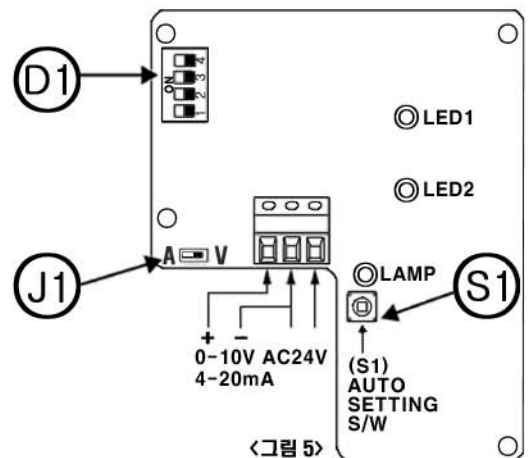 D1
ON
1 2 3 4
LED1
LED2
A V
J1
LAMP
S1
+ −
0-10V AC24V
4-20mA
(S1)
AUTO
SETTING
S/W
<그림 5>